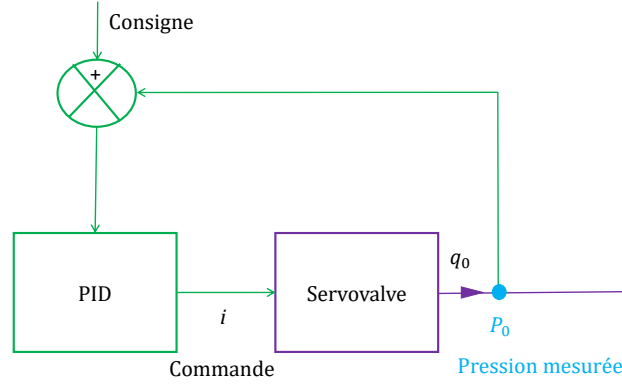 Consigne
+
PID
i
Commande
Servovalve
q₀
P₀
Pression mesurée